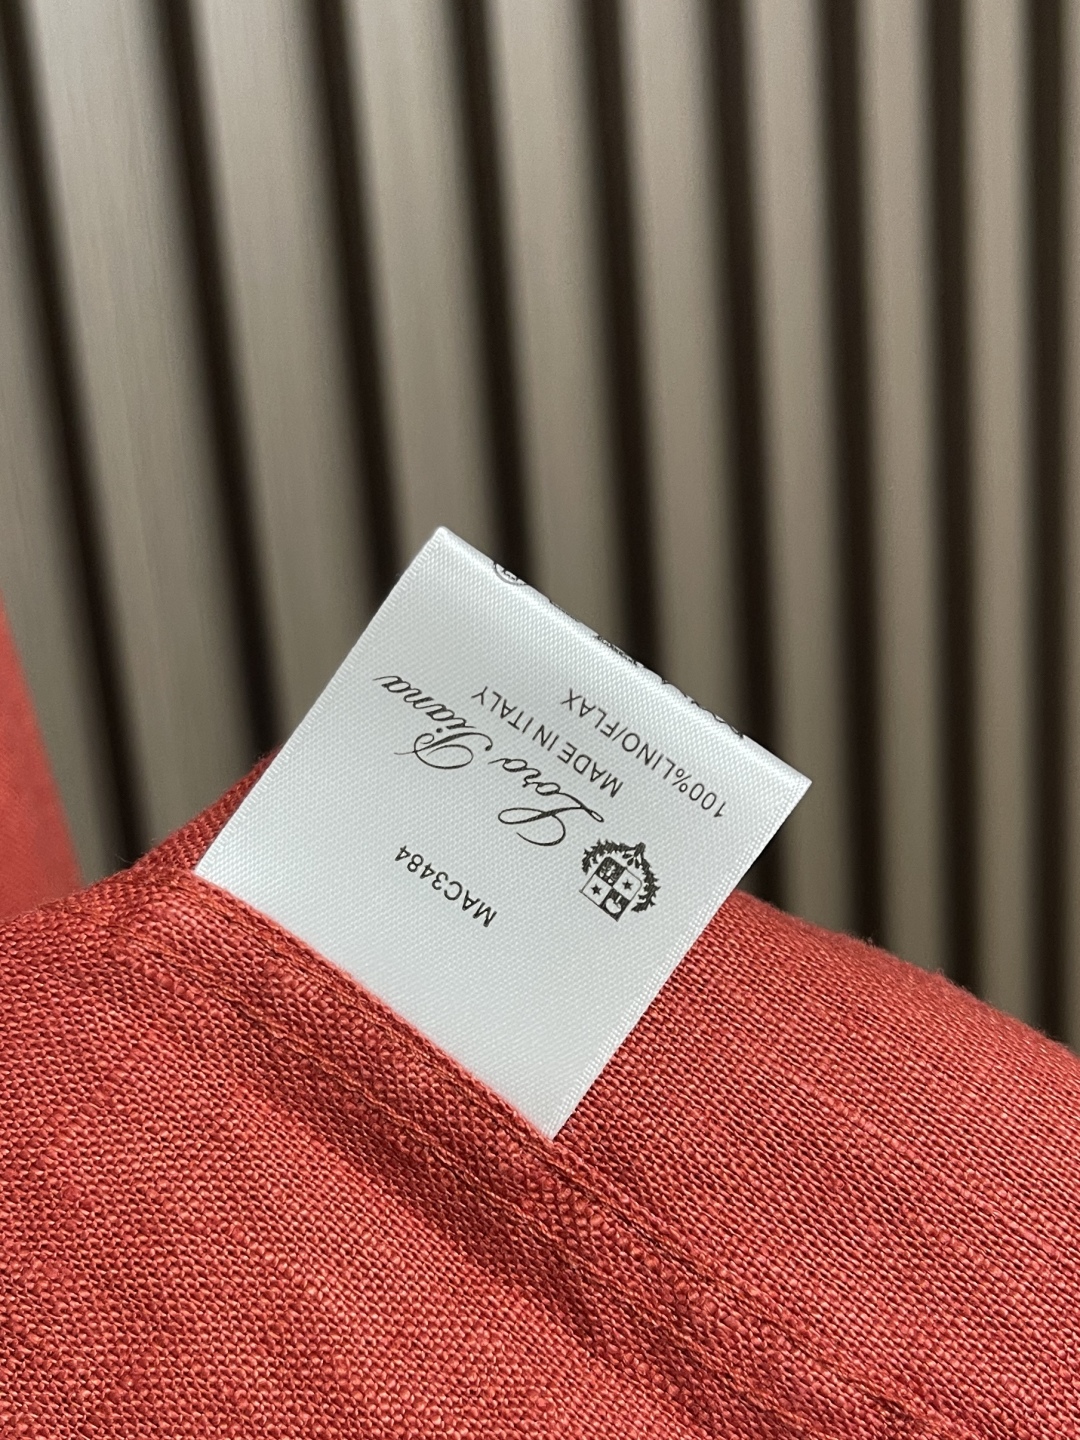 MAC3484
Loro Piana
MADE IN ITALY
100%LINO/FLAX